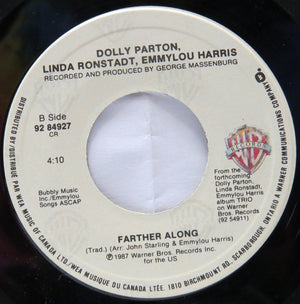 DOLLY PARTON,
LINDA RONSTADT, EMMYLOU HARRIS
RECORDED AND PRODUCED BY GEORGE MASSENBURG
B Side
92 84927
CR
4:10
Bubbly Music
Inc./Emmylou
Songs ASCAP
WB
RECORDS
From the
forthcoming
Dolly Parton,
Linda Ronstadt,
Emmylou Harris
album TRIO
on Warner
Bros. Records
(92 54911)
FARTHER ALONG
(Trad.) (Arr: John Starling & Emmylou Harris)
©1987 Warner Bros. Records Inc.
for the US
MANUFACTURED BY/DISTRIBUÉ PAR WEA MUSIC OF CANADA LTD./WEA MUSIQUE DU CANADA LTÉE. 1810 BIRCHMOUNT RD., SCARBOROUGH, ONTARIO A WARNER COMMUNICATIONS COMPANY